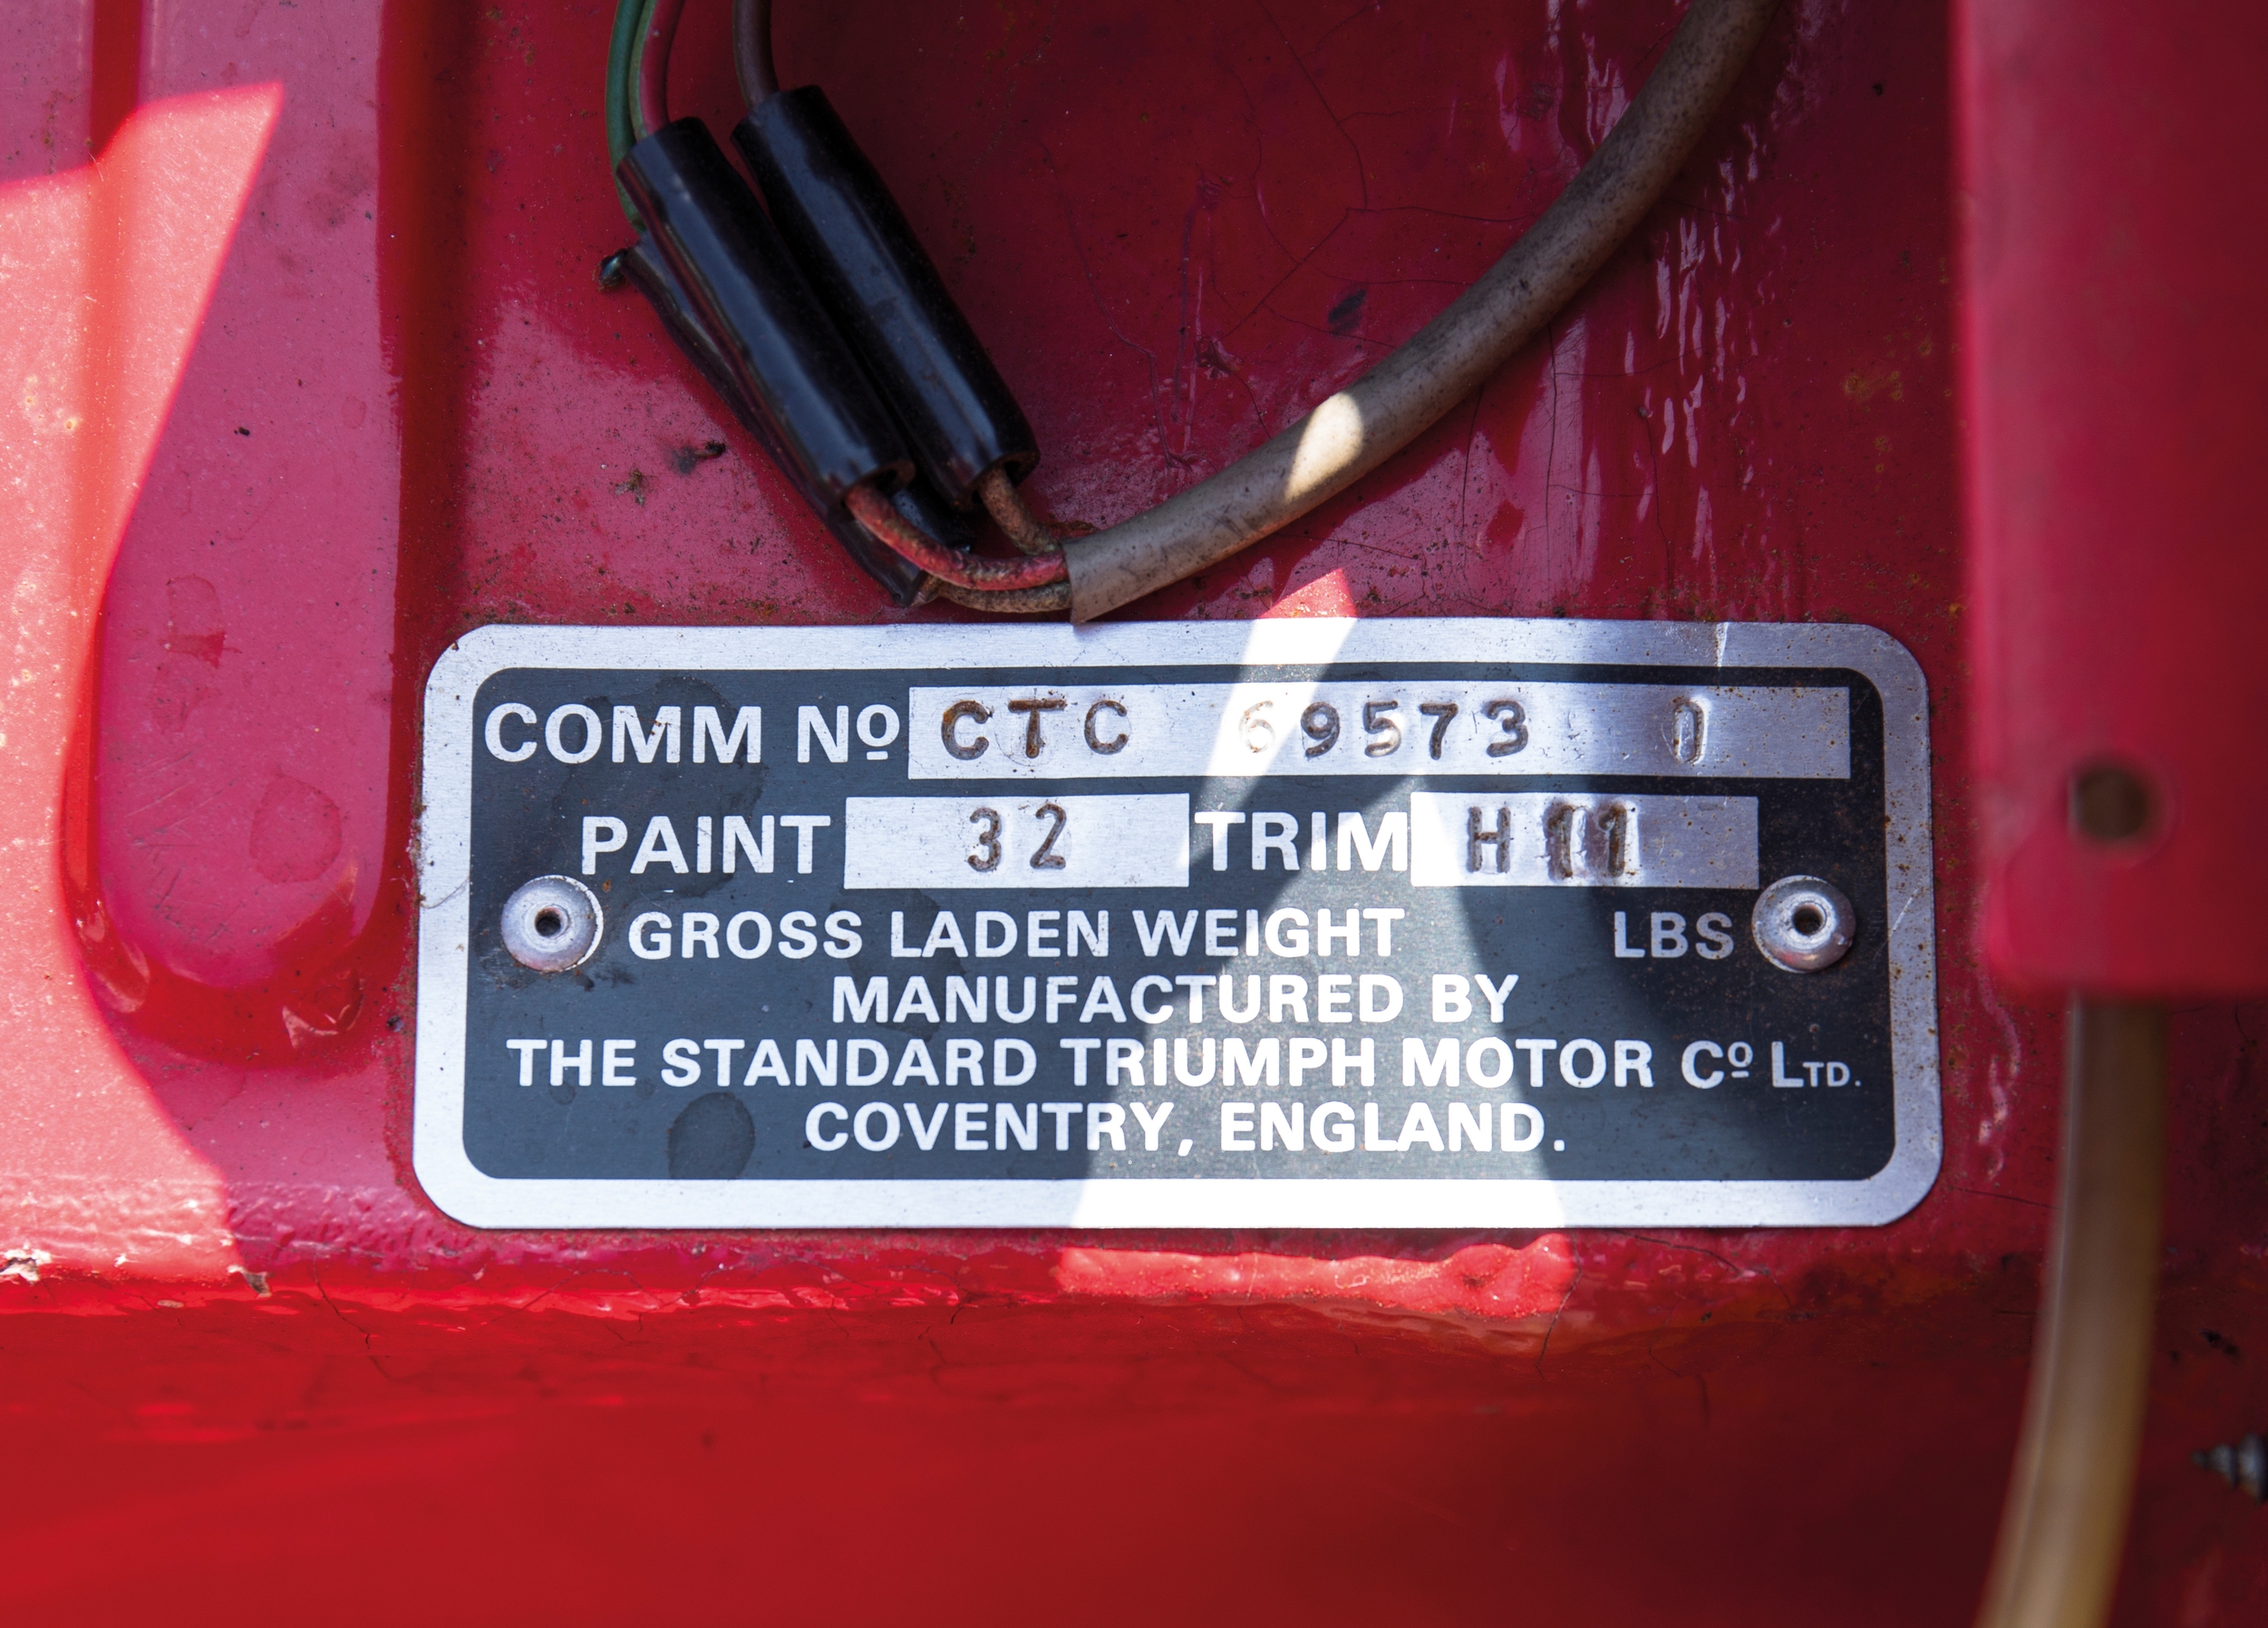 COMM Nº CTC 69573 O
PAINT 32 TRIM H 11
GROSS LADEN WEIGHT LBS
MANUFACTURED BY
THE STANDARD TRIUMPH MOTOR Cº LTD.
COVENTRY, ENGLAND.